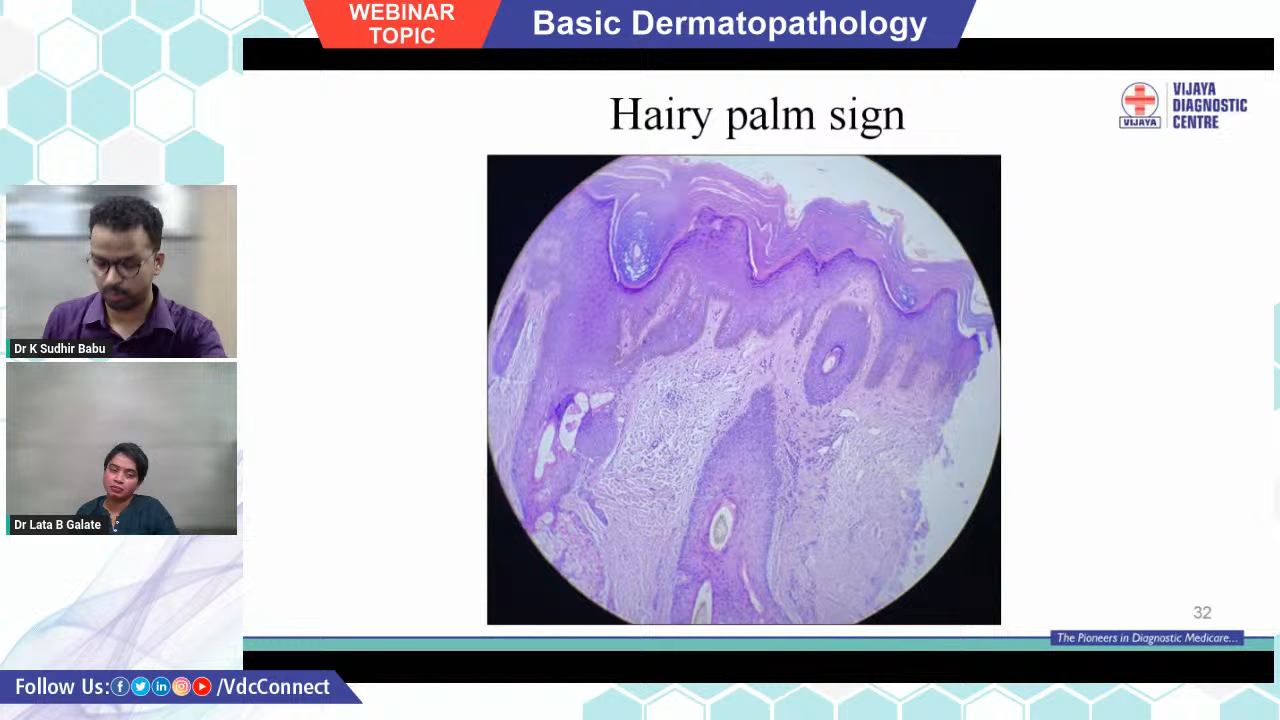 WEBINAR
TOPIC
Basic Dermatopathology
Hairy palm sign
VIJAYA
VIJAYA
DIAGNOSTIC
CENTRE
Dr K Sudhir Babu
Dr Lata B Galate
32
The Pioneers in Diagnostic Medicare...
Follow Us: /VdcConnect